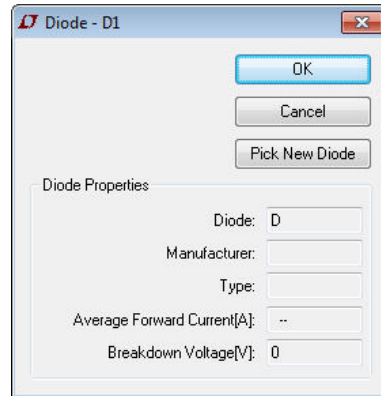 Diode - D1
OK
Cancel
Pick New Diode
Diode Properties
Diode: D
Manufacturer:
Type:
Average Forward Current[A]: --
Breakdown Voltage[V]: 0